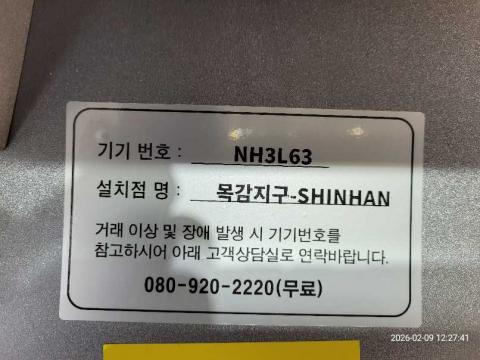 기기 번호 : NH3L63
설치점 명 : 목감지구-SHINHAN
거래 이상 및 장애 발생 시 기기번호를
참고하시어 아래 고객상담실로 연락바랍니다.
080-920-2220(무료)
2026-02-09 12:27:41